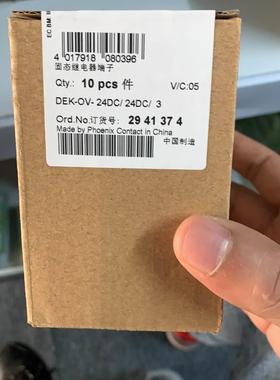 4 017918 080396
固态继电器端子
Qty.: 10 pcs 件 V/C:05
DEK-OV- 24DC/ 24DC/ 3
Ord.No.订货号: 29 41 37 4
Made by Phoenix Contact in China
中国制造